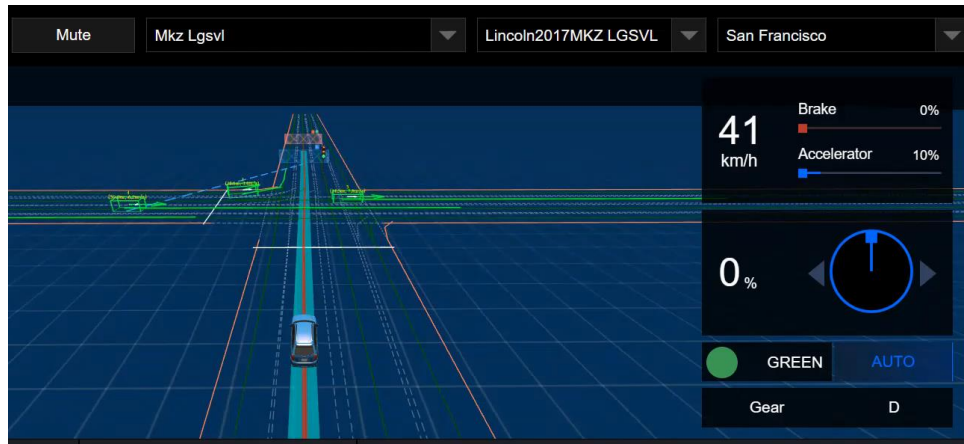 Mute
Mkz Lgsvl
Lincoln2017MKZ LGSVL
San Francisco
41
km/h
Brake 0%
Accelerator 10%
0 %
GREEN
AUTO
Gear D